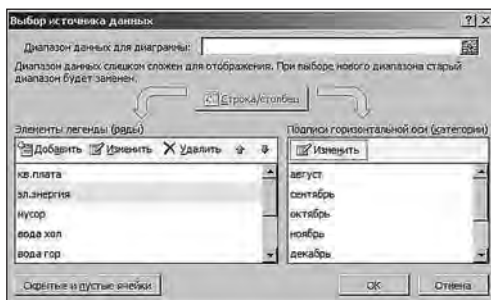 Выбор источника данных
Диапазон данных для диаграммы:
Диапазон данных слишком сложен для отображения. При выборе нового диапазона старый
диапазон будет заменен.
Строка/столбец
Элементы легенды (ряды)
Добавить Изменить Удалить
кв.плата
эл.энергия
мусор
вода хол
вода гор
Подписи горизонтальной оси (категории)
Изменить
август
сентябрь
октябрь
ноябрь
декабрь
Скрытые и пустые ячейки
ОК
Отмена